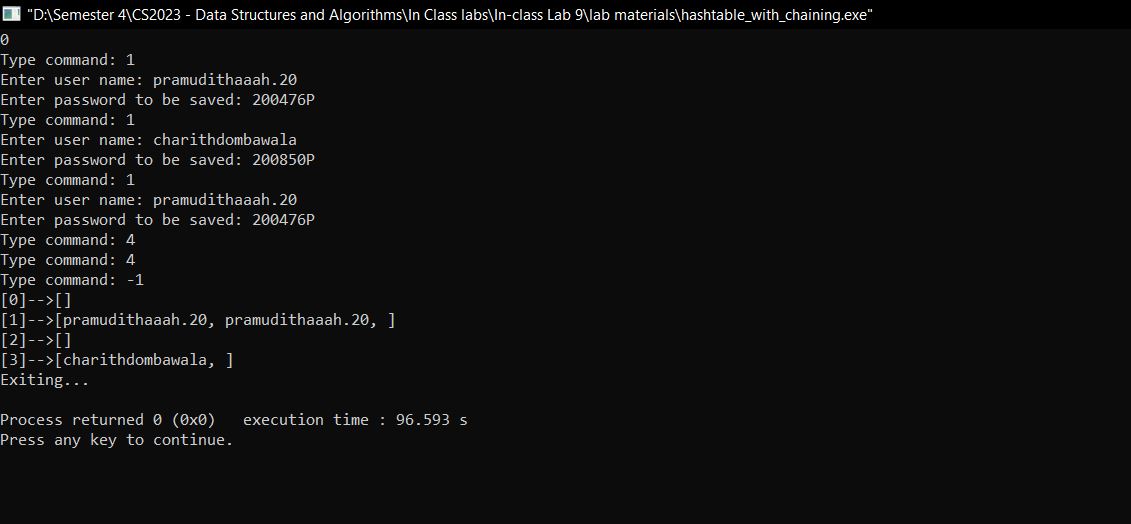 "D:\Semester 4\CS2023 - Data Structures and Algorithms\In Class labs\In-class Lab 9\lab materials\hashtable_with_chaining.exe"
0
Type command: 1
Enter user name: pramudithaaah.20
Enter password to be saved: 200476P
Type command: 1
Enter user name: charithdombawala
Enter password to be saved: 200850P
Type command: 1
Enter user name: pramudithaaah.20
Enter password to be saved: 200476P
Type command: 4
Type command: 4
Type command: -1
[0]-->[]
[1]-->[pramudithaaah.20, pramudithaaah.20, ]
[2]-->[]
[3]-->[charithdombawala, ]
Exiting...
Process returned 0 (0x0)   execution time : 96.593 s
Press any key to continue.